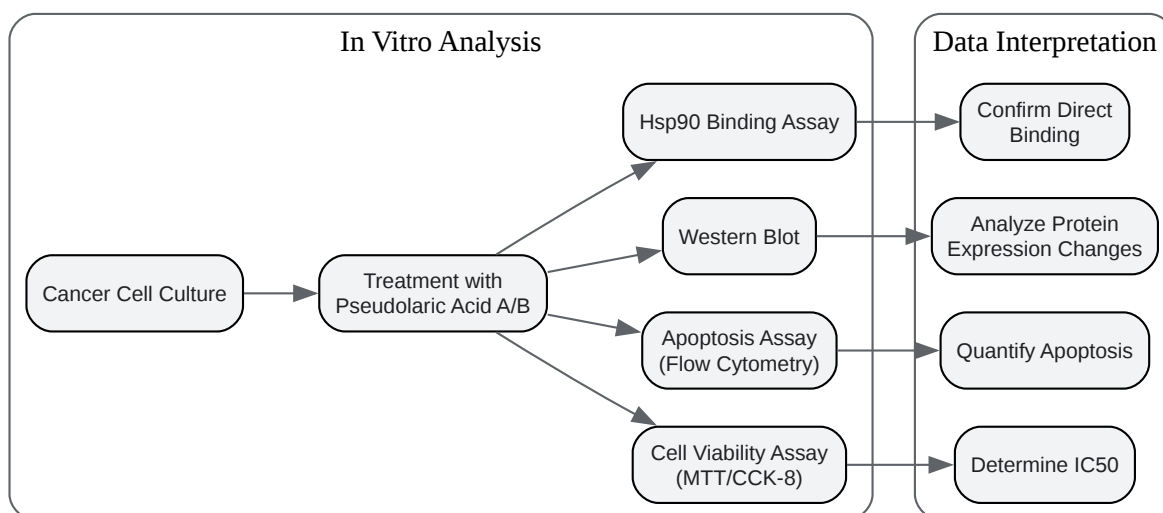 In Vitro Analysis
Data Interpretation
Hsp90 Binding Assay
Confirm Direct
Binding
Western Blot
Analyze Protein
Expression Changes
Cancer Cell Culture
Treatment with
Pseudolaric Acid A/B
Apoptosis Assay
(Flow Cytometry)
Quantify Apoptosis
Cell Viability Assay
(MTT/CCK-8)
Determine IC50